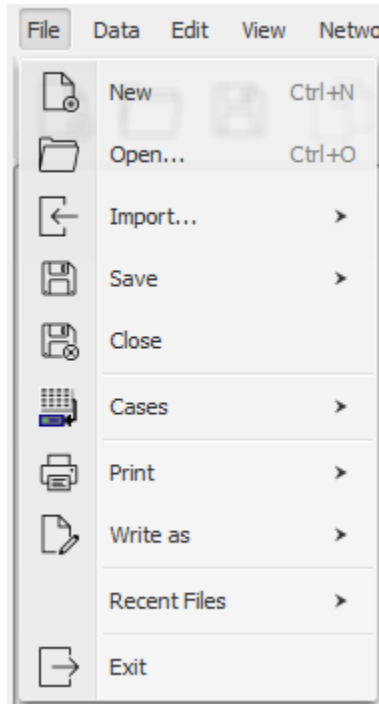 File Data Edit View Netwo
New Ctrl+N
Open... Ctrl+O
Import...
Save
Close
Cases
Print
Write as
Recent Files
Exit